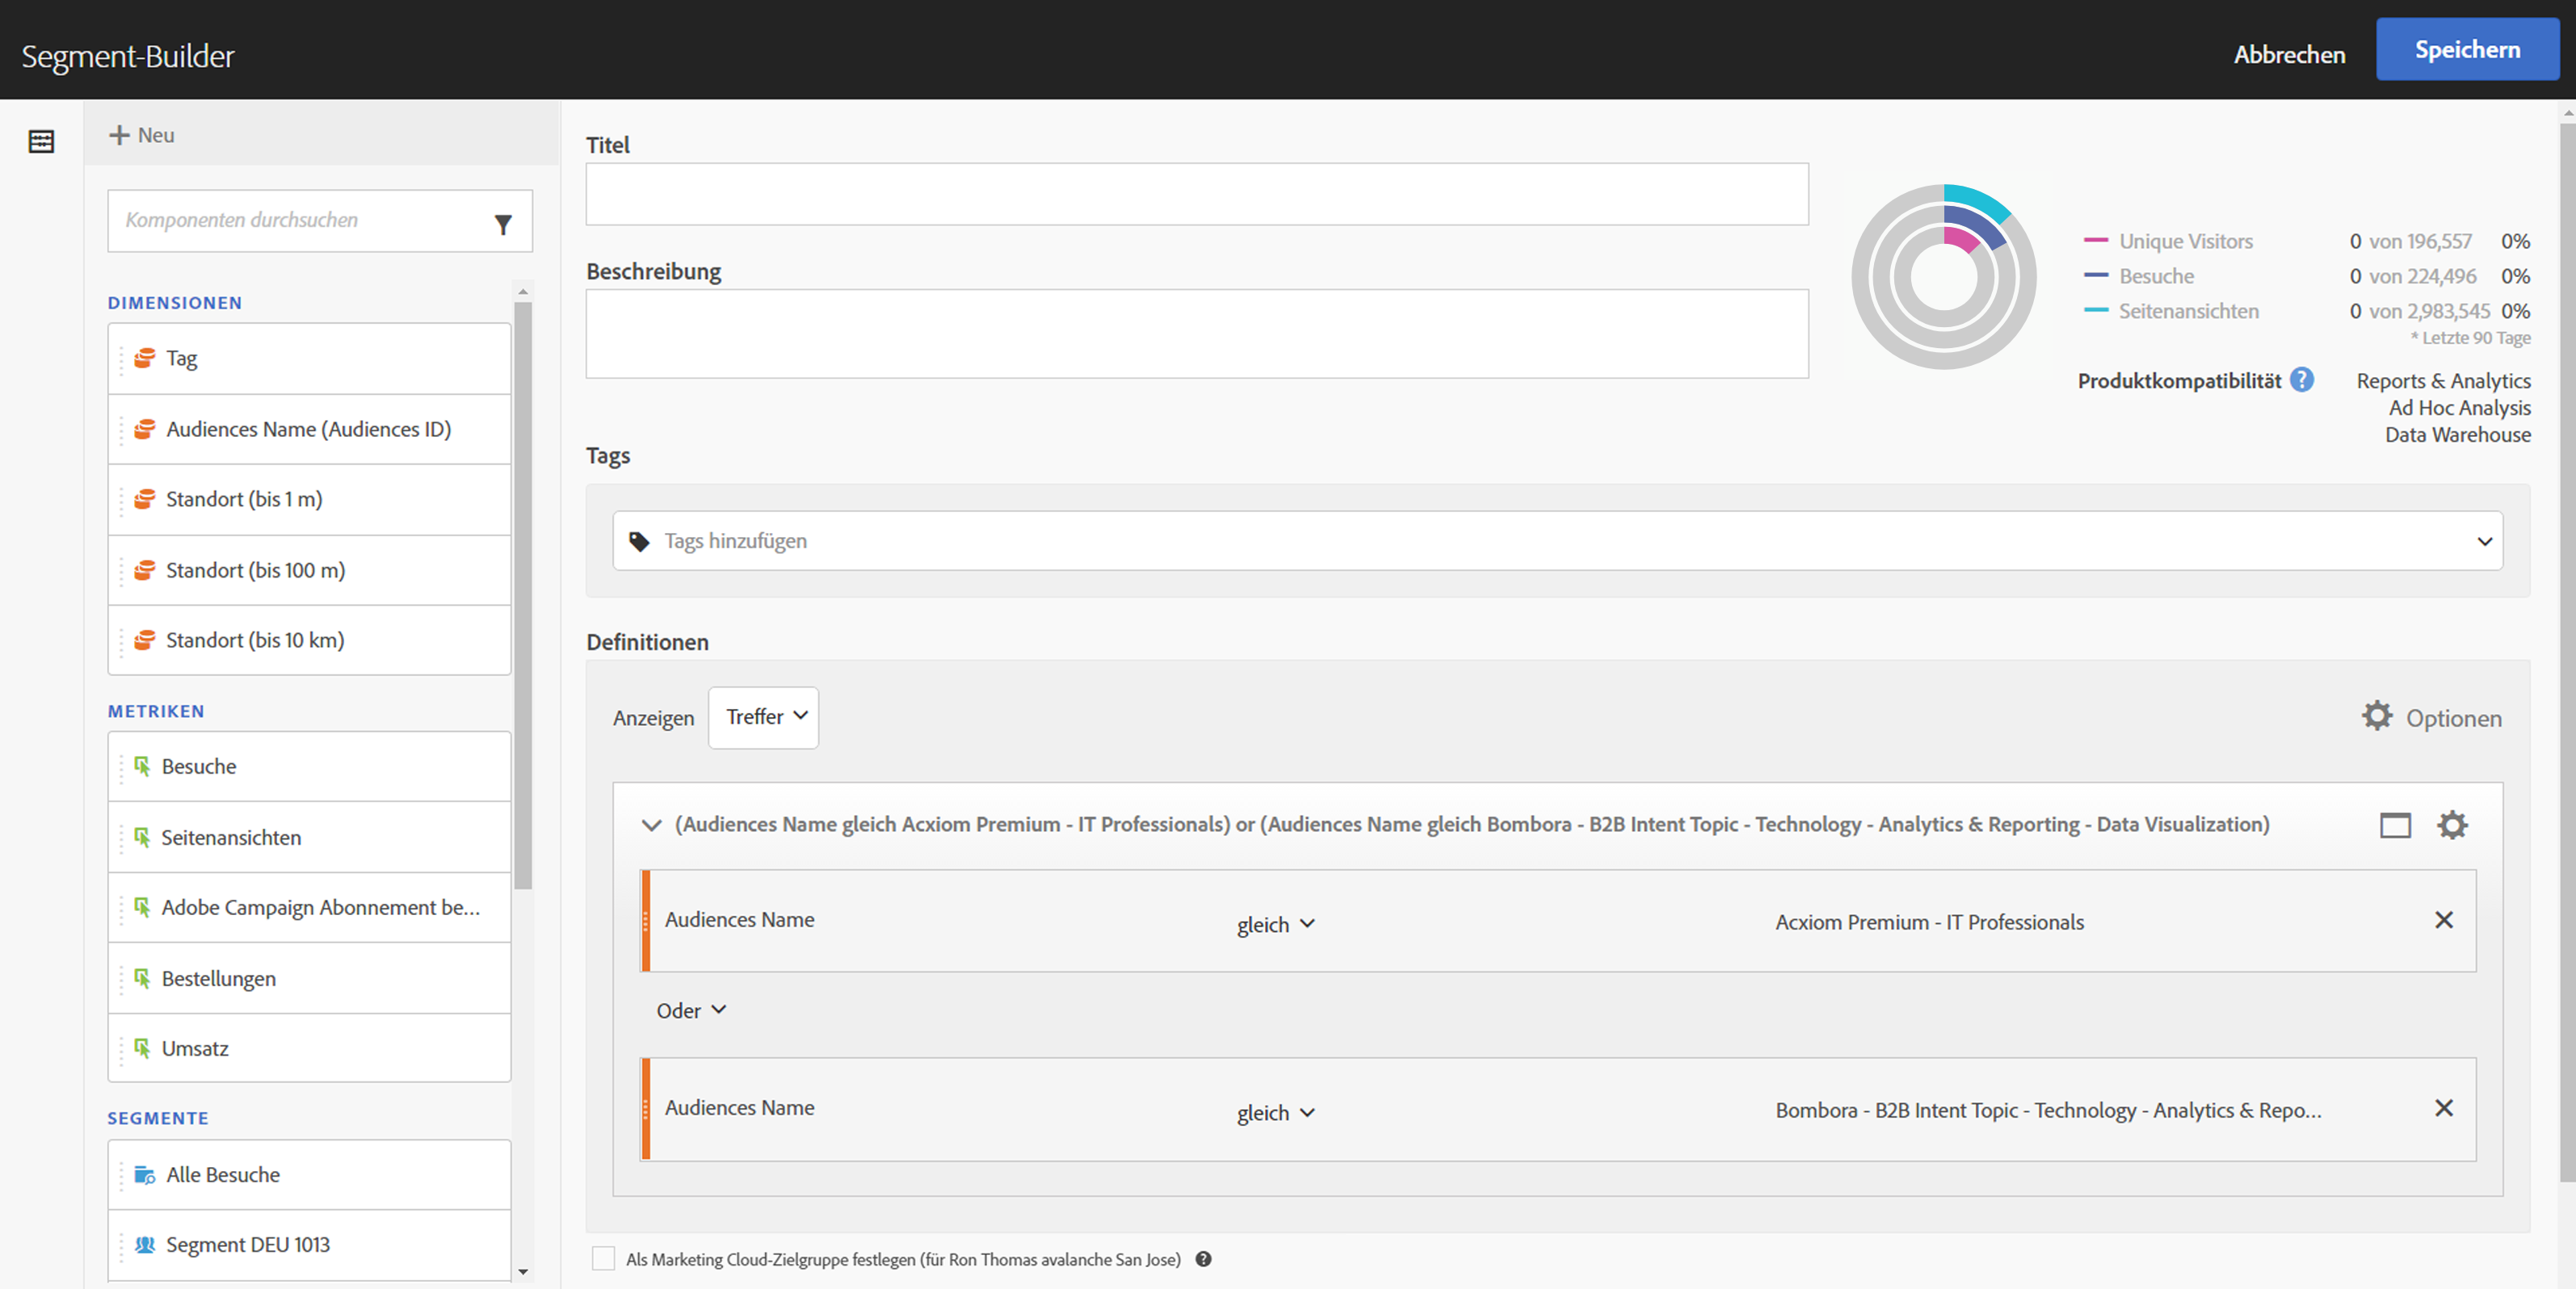 Segment-Builder
Abbrechen
Speichern
Neu
Komponenten durchsuchen
DIMENSIONEN
Tag
Audiences Name (Audiences ID)
Standort (bis 1 m)
Standort (bis 100 m)
Standort (bis 10 km)
METRIKEN
Besuche
Seitenansichten
Adobe Campaign Abonnement be...
Bestellungen
Umsatz
SEGMENTE
Alle Besuche
Segment DEU 1013
Titel
Beschreibung
Unique Visitors 0 von 196,557 0%
Besuche 0 von 224,496 0%
Seitenansichten 0 von 2,983,545 0%
* Letzte 90 Tage
Produktkompatibilität ? Reports & Analytics
Ad Hoc Analysis
Data Warehouse
Tags
Tags hinzufügen
Definitionen
Anzeigen Treffer
Optionen
(Audiences Name gleich Acxiom Premium - IT Professionals) or (Audiences Name gleich Bombora - B2B Intent Topic - Technology - Analytics & Reporting - Data Visualization)
Audiences Name gleich Acxiom Premium - IT Professionals
Oder
Audiences Name gleich Bombora - B2B Intent Topic - Technology - Analytics & Repo...
Als Marketing Cloud-Zielgruppe festlegen (für Ron Thomas avalanche San Jose) ?